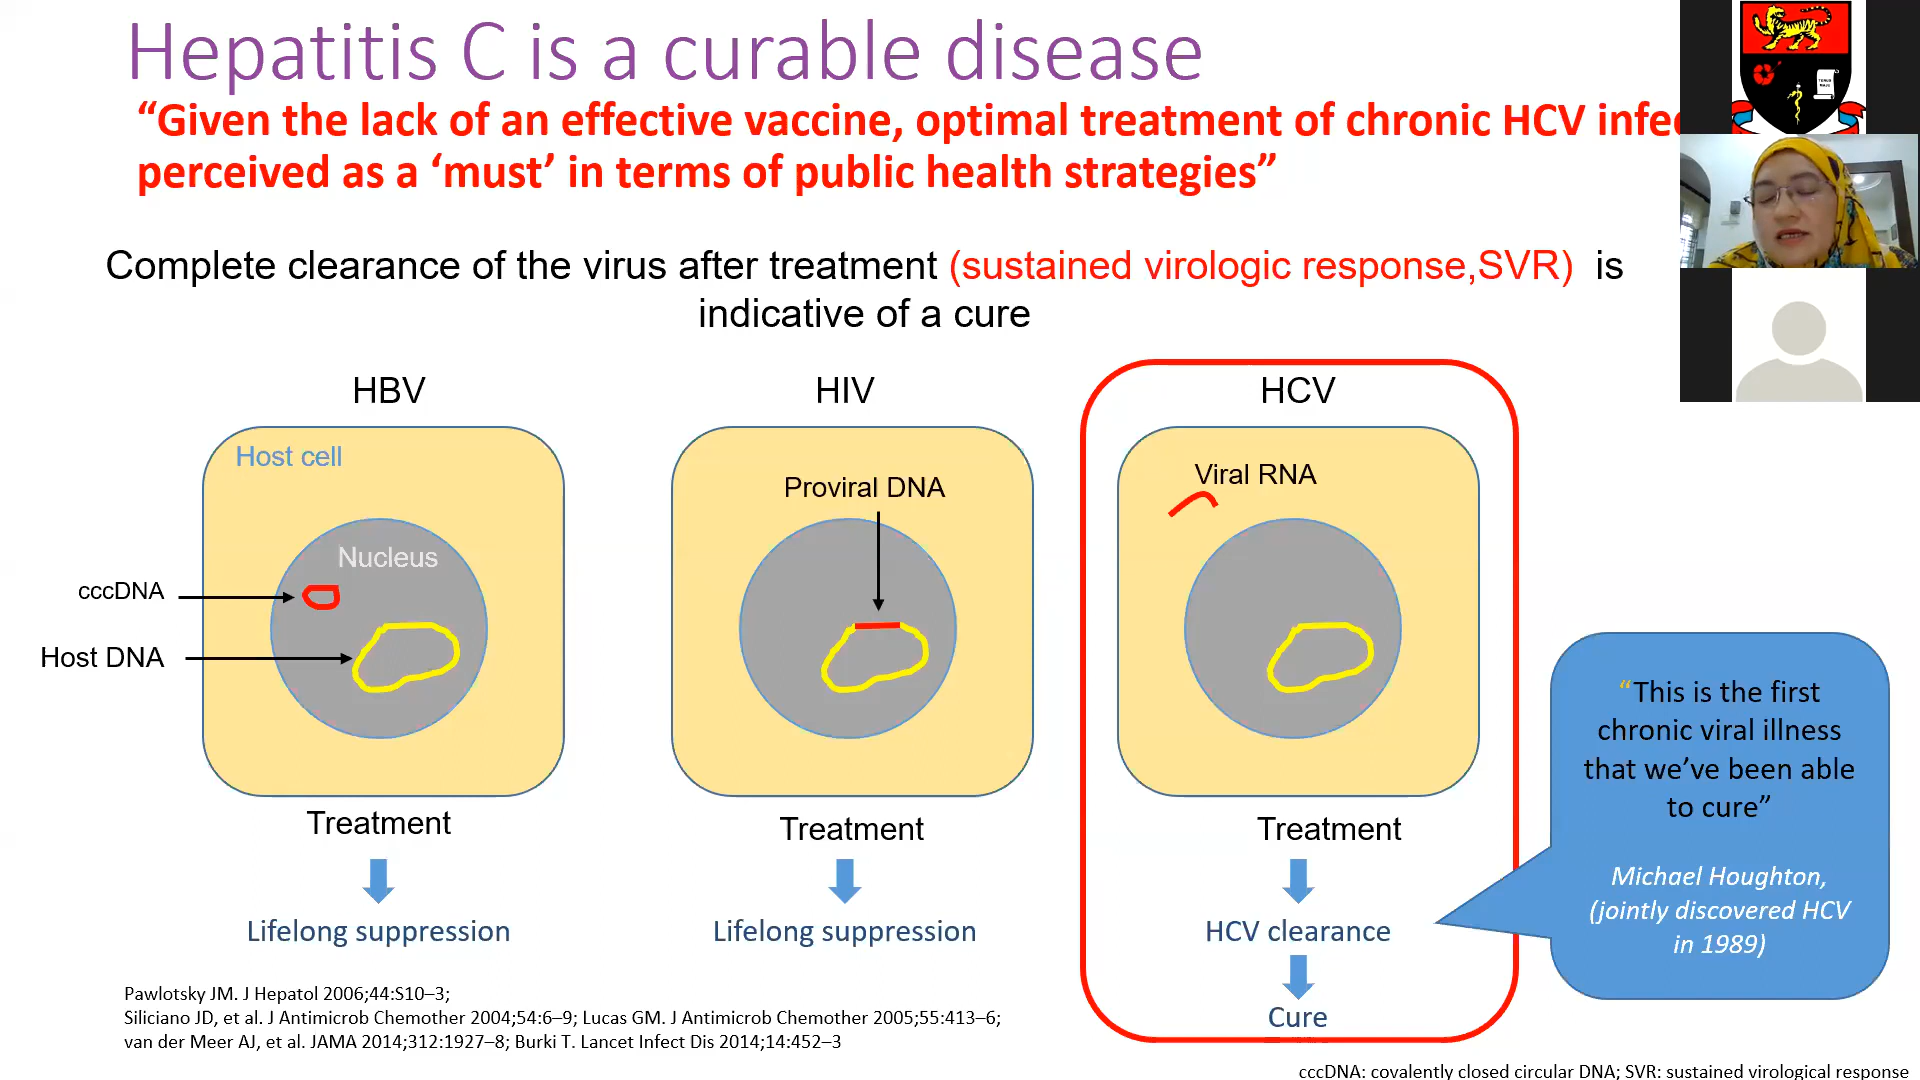 Hepatitis C is a curable disease
“Given the lack of an effective vaccine, optimal treatment of chronic HCV
perceived as a ‘must’ in terms of public health strategies”
Complete clearance of the virus after treatment (sustained virologic response,SVR) is
indicative of a cure
HBV
HIV
HCV
Host cell
Nucleus
cccDNA
Host DNA
Proviral DNA
Viral RNA
Treatment
Treatment
Treatment
Lifelong suppression
Lifelong suppression
HCV clearance
Cure
“This is the first
chronic viral illness
that we’ve been able
to cure”
Michael Houghton,
(jointly discovered HCV
in 1989)
Pawlotsky JM. J Hepatol 2006;44:S10–3;
Siliciano JD, et al. J Antimicrob Chemother 2004;54:6–9; Lucas GM. J Antimicrob Chemother 2005;55:413–6;
van der Meer AJ, et al. JAMA 2014;312:1927–8; Burki T. Lancet Infect Dis 2014;14:452–3
cccDNA: covalently closed circular DNA; SVR: sustained virological response